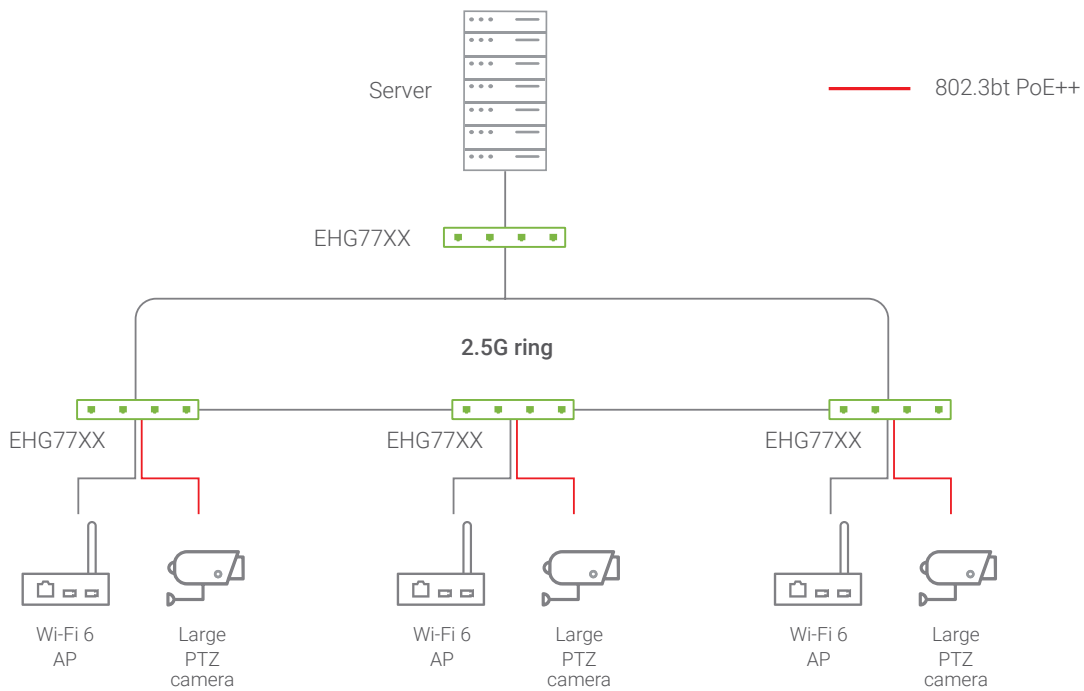 Server
802.3bt PoE++
EHG77XX
2.5G ring
EHG77XX
EHG77XX
EHG77XX
Wi-Fi 6
AP
Large
PTZ
camera
Wi-Fi 6
AP
Large
PTZ
camera
Wi-Fi 6
AP
Large
PTZ
camera